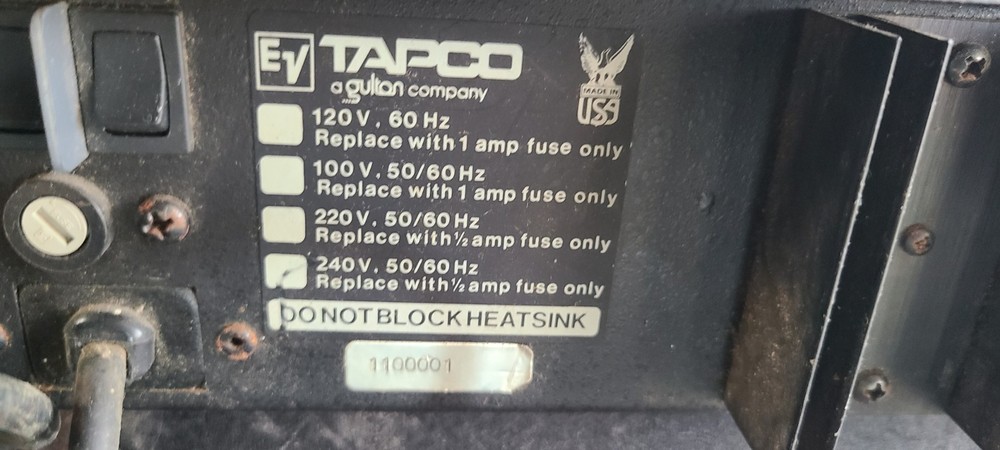 EV TAPCO
a gulton company
MADE IN
USA
120 V. 60 Hz
Replace with 1 amp fuse only
100 V. 50/60 Hz
Replace with 1 amp fuse only
220 V. 50/60 Hz
Replace with ½ amp fuse only
240 V. 50/60 Hz
Replace with ½ amp fuse only
DO NOT BLOCK HEATSINK
1100001